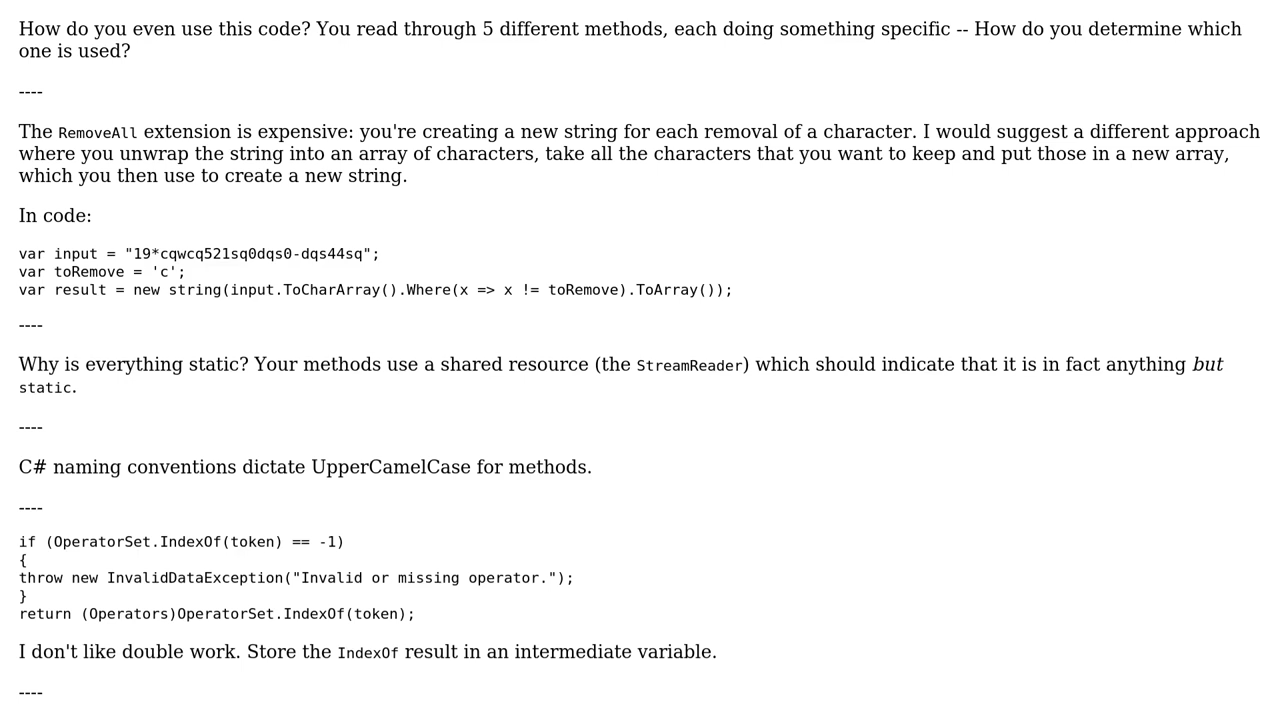 How do you even use this code? You read through 5 different methods, each doing something specific -- How do you determine which
one is used?
----
The RemoveAll extension is expensive: you're creating a new string for each removal of a character. I would suggest a different approach
where you unwrap the string into an array of characters, take all the characters that you want to keep and put those in a new array,
which you then use to create a new string.
In code:
var input = "19*cqwcq521sq0dqs0-dqs44sq";
var toRemove = 'c';
var result = new string(input.ToCharArray().Where(x => x != toRemove).ToArray());
----
Why is everything static? Your methods use a shared resource (the StreamReader) which should indicate that it is in fact anything but
static.
----
C# naming conventions dictate UpperCamelCase for methods.
----
if (OperatorSet.IndexOf(token) == -1)
{
throw new InvalidDataException("Invalid or missing operator.");
}
return (Operators)OperatorSet.IndexOf(token);
I don't like double work. Store the IndexOf result in an intermediate variable.
----